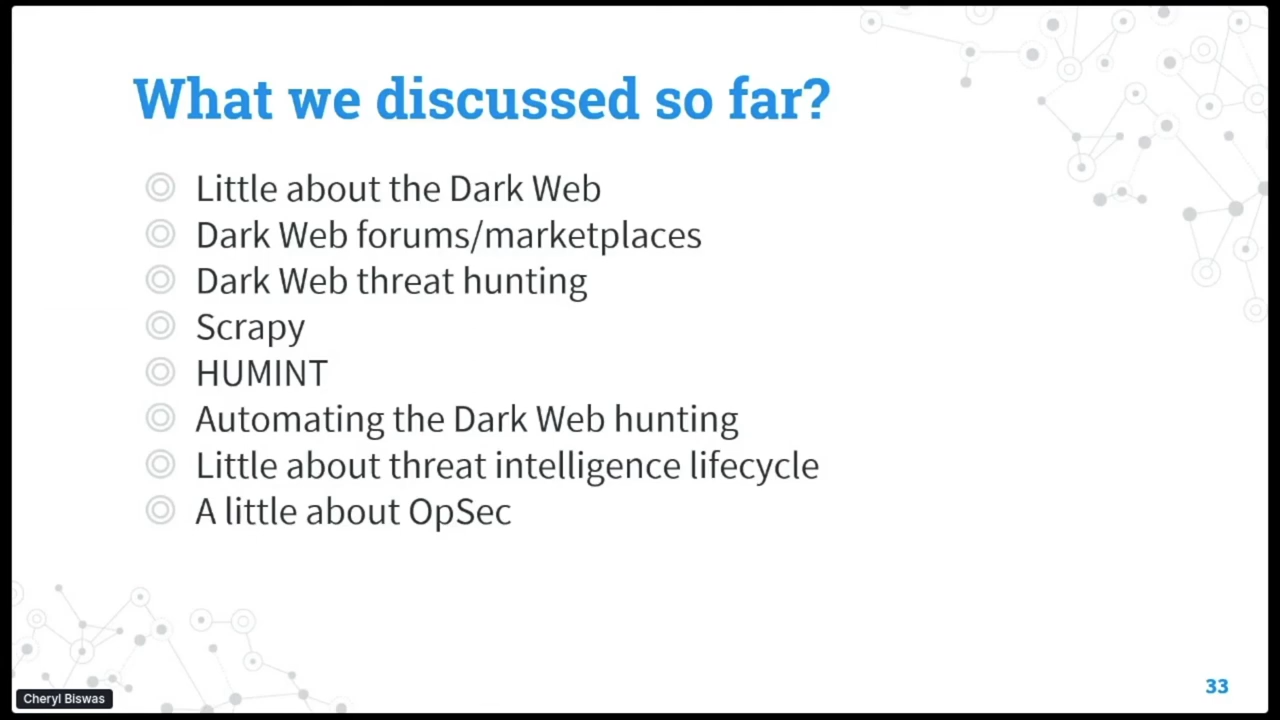 What we discussed so far?
Little about the Dark Web
Dark Web forums/marketplaces
Dark Web threat hunting
Scrapy
HUMINT
Automating the Dark Web hunting
Little about threat intelligence lifecycle
A little about OpSec
33
Cheryl Biswas